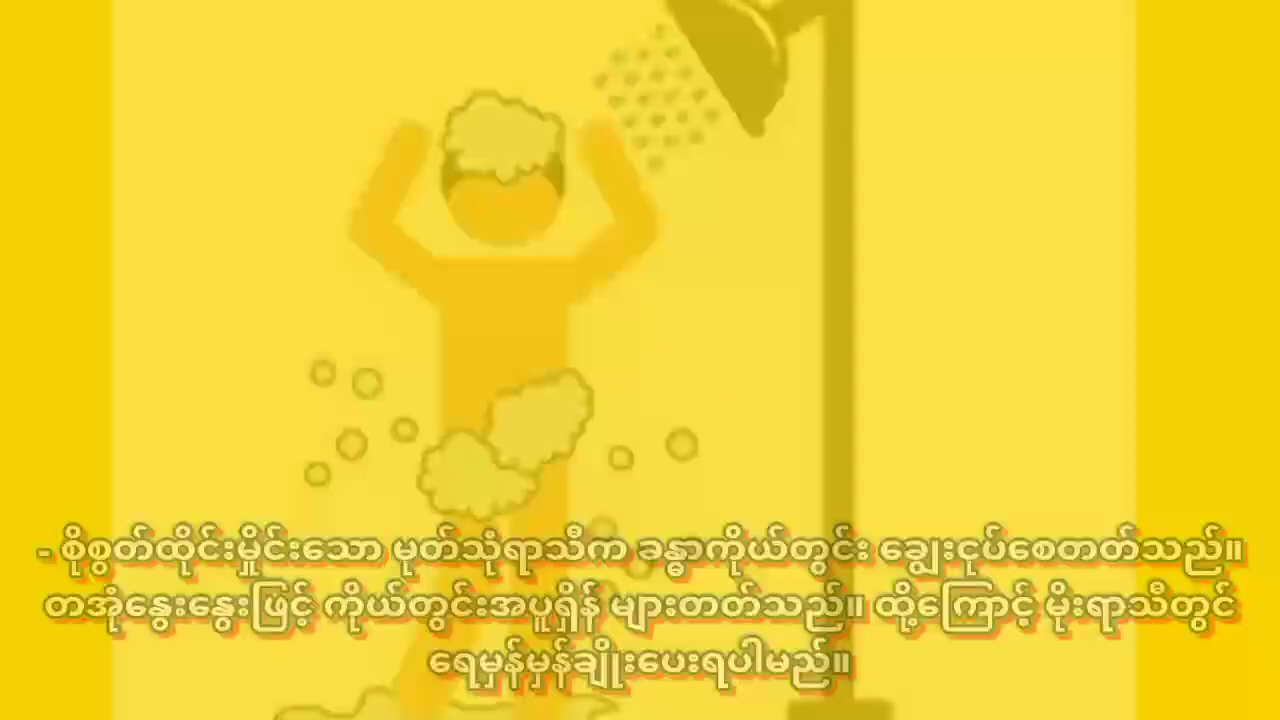 - စိုစွတ်ထိုင်းမှိုင်းသော မုတ်သုံရာသီက ခန္ဓာကိုယ်တွင်း ချွေးငုပ်စေတတ်သည်။
တအုံနွေးနွေးဖြင့် ကိုယ်တွင်းအပူရှိန် များတတ်သည်။ ထို့ကြောင့် မိုးရာသီတွင်
ရေမှန်မှန်ချိုးပေးရပါမည်။